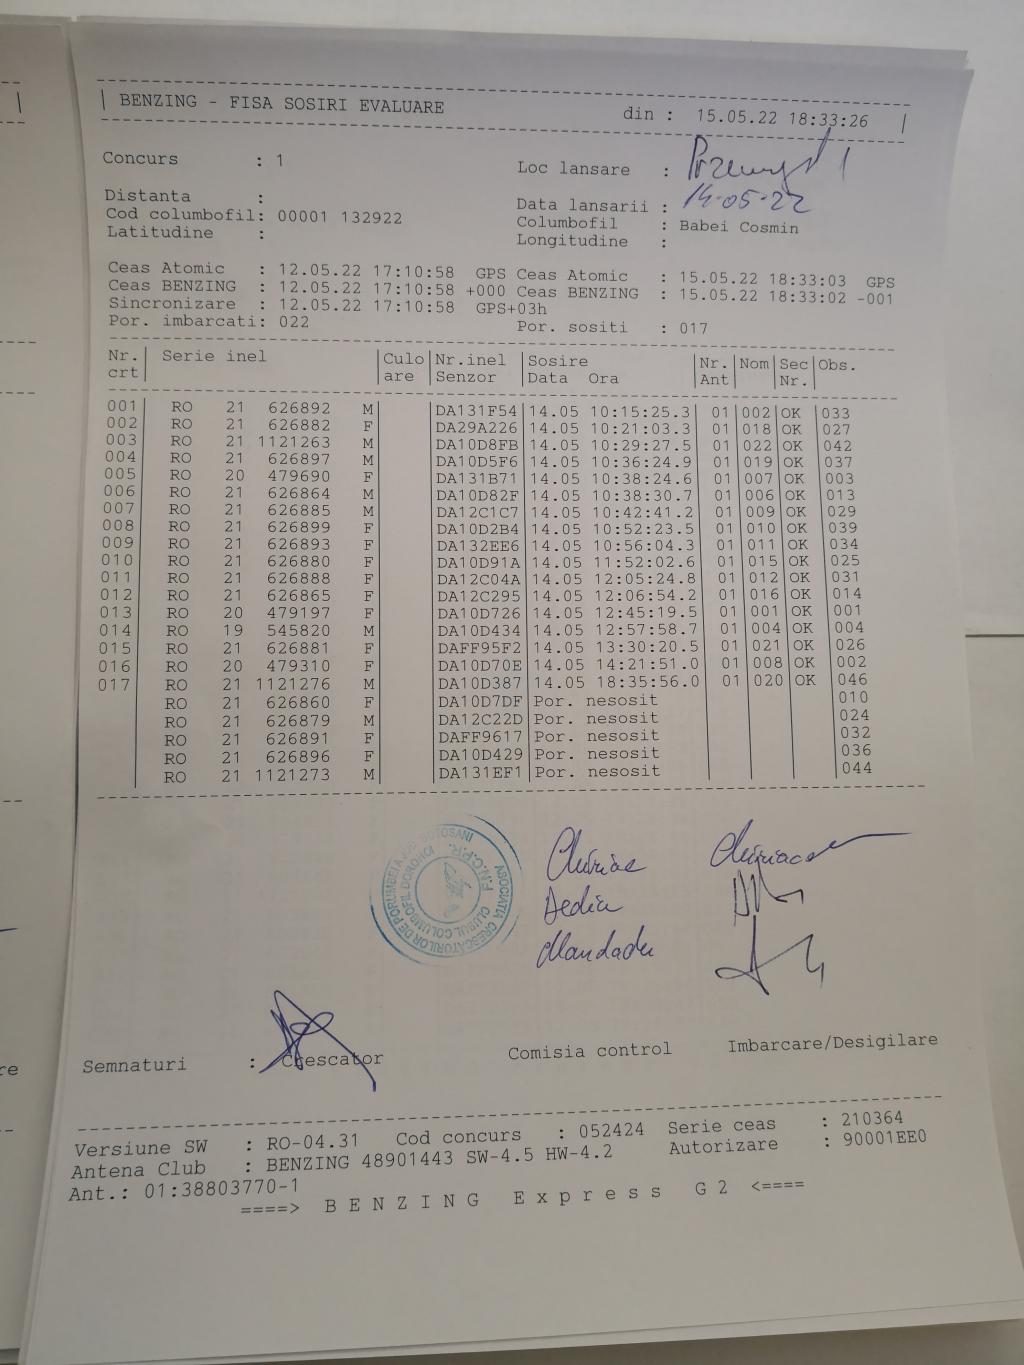 BENZING - FISA SOSIRI EVALUARE din : 15.05.22 18:33:26
Concurs : 1 Loc lansare :
Distanta : Data lansarii : 14.05.22
Cod columbofil: 00001 132922 Columbofil : Babei Cosmin
Latitudine : Longitudine :
Ceas Atomic : 12.05.22 17:10:58 GPS Ceas Atomic : 15.05.22 18:33:03 GPS
Ceas BENZING : 12.05.22 17:10:58 +000 Ceas BENZING : 15.05.22 18:33:02 -001
Sincronizare : 12.05.22 17:10:58 GPS+03h
Por. imbarcati: 022 Por. sositi : 017
Nr. Serie inel Culo Nr.inel Sosire Nr. Nom Sec Obs.
crt are Senzor Data Ora Ant Nr.
001 RO 21 626892 M DA131F54 14.05 10:15:25.3 01 002 OK 033
002 RO 21 626882 F DA29A226 14.05 10:21:03.3 01 018 OK 027
003 RO 21 1121263 M DA10D8FB 14.05 10:29:27.5 01 022 OK 042
004 RO 21 626897 M DA10D5F6 14.05 10:36:24.9 01 019 OK 037
005 RO 20 479690 F DA131B71 14.05 10:38:24.6 01 007 OK 003
006 RO 21 626864 M DA10D82F 14.05 10:38:30.7 01 006 OK 013
007 RO 21 626885 M DA12C1C7 14.05 10:42:41.2 01 009 OK 029
008 RO 21 626899 F DA10D2B4 14.05 10:52:23.5 01 010 OK 039
009 RO 21 626893 F DA132EE6 14.05 10:56:04.3 01 011 OK 034
010 RO 21 626880 F DA10D91A 14.05 11:52:02.6 01 015 OK 025
011 RO 21 626888 F DA12C04A 14.05 12:05:24.8 01 012 OK 031
012 RO 21 626865 F DA12C295 14.05 12:06:54.2 01 016 OK 014
013 RO 20 479197 F DA10D726 14.05 12:45:19.5 01 001 OK 001
014 RO 19 545820 M DA10D434 14.05 12:57:58.7 01 004 OK 004
015 RO 21 626881 F DAFF95F2 14.05 13:30:20.5 01 021 OK 026
016 RO 20 479310 F DA10D70E 14.05 14:21:51.0 01 008 OK 002
017 RO 21 1121276 M DA10D387 14.05 18:35:56.0 01 020 OK 046
RO 21 626860 F DA10D7DF Por. nesosit 010
RO 21 626879 M DA12C22D Por. nesosit 024
RO 21 626891 F DAFF9617 Por. nesosit 032
RO 21 626896 F DA10D429 Por. nesosit 036
RO 21 1121273 M DA131EF1 Por. nesosit 044
ASOCIATIA CRESCATORILOR DE PORUMBEI A JUD. BOTOSANI
F.N.C.P.R.
CLUBUL COLUMBOFIL DOROHOI
Semnaturi : Crescator Comisia control Imbarcare/Desigilare
Versiune SW : RO-04.31 Cod concurs : 052424 Serie ceas : 210364
Antena Club : BENZING 48901443 SW-4.5 HW-4.2 Autorizare : 90001EE0
Ant.: 01:38803770-1
====> B E N Z I N G E x p r e s s G 2 <====